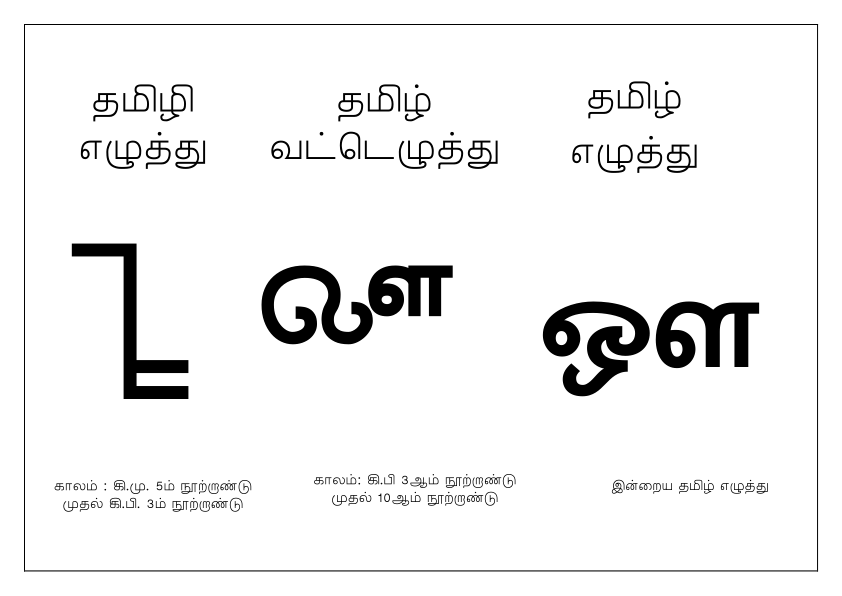 தமிழி
எழுத்து
தமிழ்
வட்டெழுத்து
தமிழ்
எழுத்து
ஔ
காலம் : கி.மு. 5ம் நூற்றாண்டு
முதல் கி.பி. 3ம் நூற்றாண்டு
காலம்: கி.பி 3ஆம் நூற்றாண்டு
முதல் 10ஆம் நூற்றாண்டு
இன்றைய தமிழ் எழுத்து